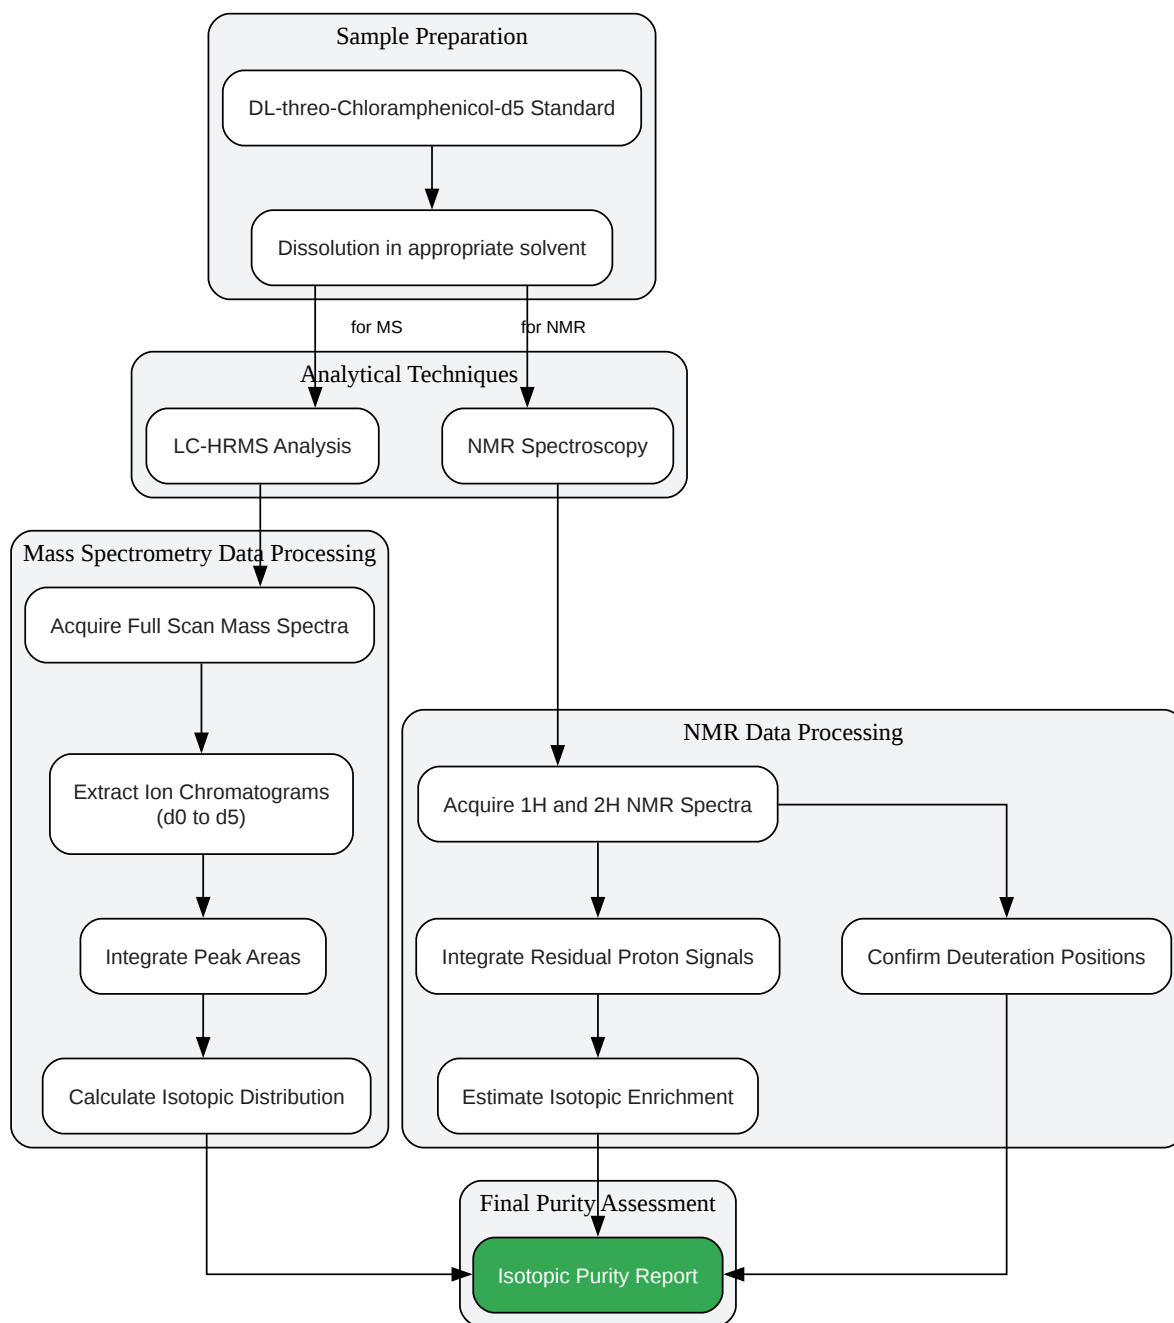 Sample Preparation
DL-threo-Chloramphenicol-d5 Standard
Dissolution in appropriate solvent
for MS
for NMR
Analytical Techniques
LC-HRMS Analysis
NMR Spectroscopy
Mass Spectrometry Data Processing
Acquire Full Scan Mass Spectra
Extract Ion Chromatograms
(d0 to d5)
Integrate Peak Areas
Calculate Isotopic Distribution
NMR Data Processing
Acquire 1H and 2H NMR Spectra
Integrate Residual Proton Signals
Confirm Deuteration Positions
Estimate Isotopic Enrichment
Final Purity Assessment
Isotopic Purity Report